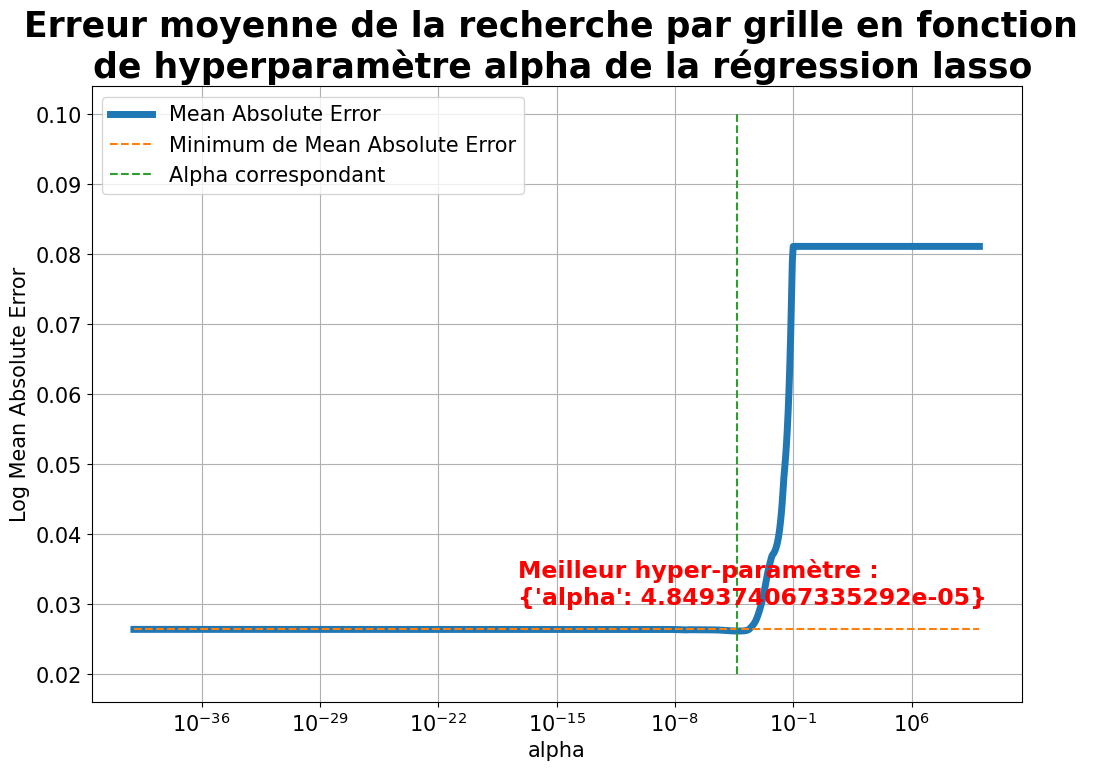 Erreur moyenne de la recherche par grille en fonction
de hyperparamètre alpha de la régression lasso
Mean Absolute Error
Minimum de Mean Absolute Error
Alpha correspondant
Log Mean Absolute Error
0.10
0.09
0.08
0.07
0.06
0.05
0.04
0.03
0.02
Meilleur hyper-paramètre :
{'alpha': 4.849374067335292e-05}
10⁻³⁶ 10⁻²⁹ 10⁻²² 10⁻¹⁵ 10⁻⁸ 10⁻¹ 10⁶
alpha